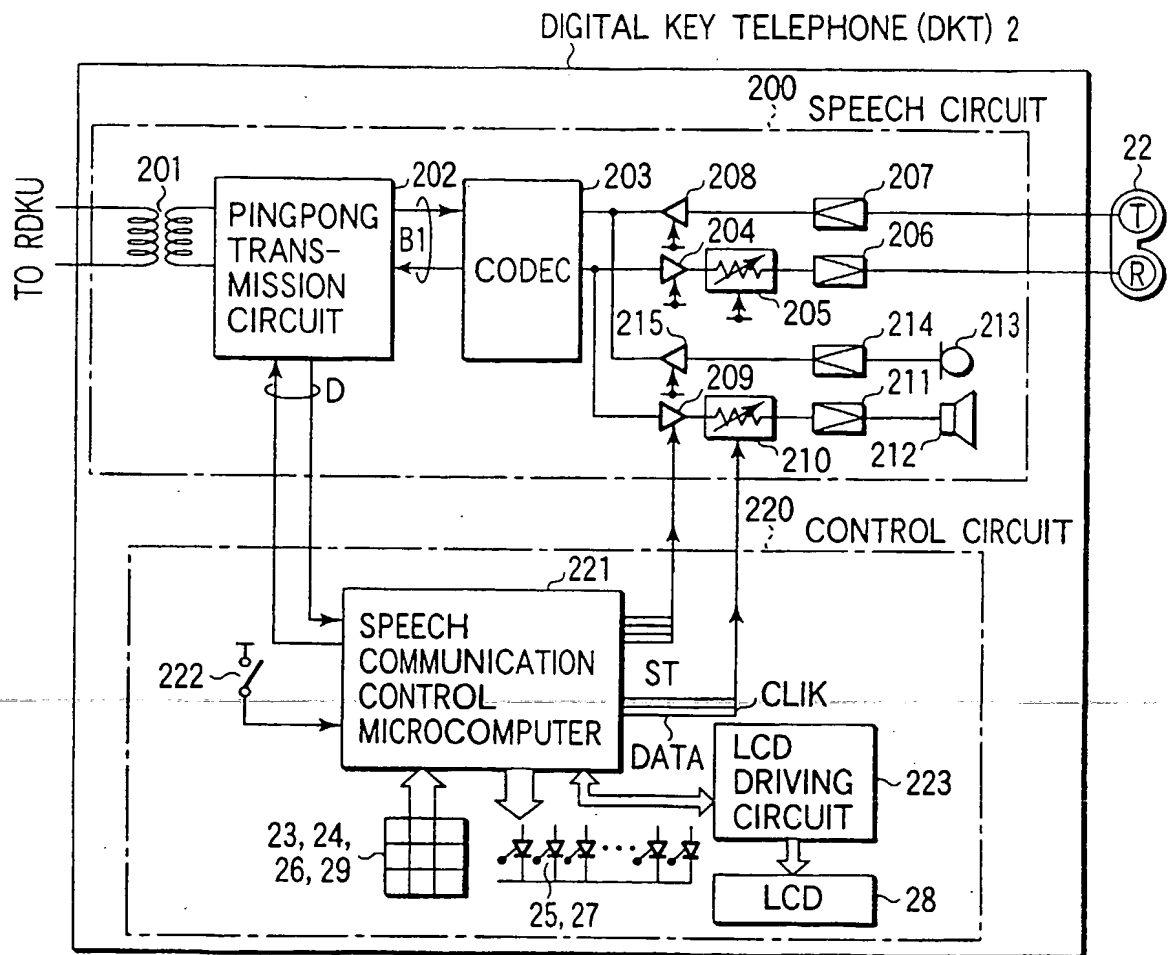 DIGITAL KEY TELEPHONE (DKT) 2
200
SPEECH CIRCUIT
22
201
202
203
208
207
T
TO RDKU
PINGPONG
TRANS-
MISSION
CIRCUIT
B1
CODEC
204
206
R
205
215
214
213
D
209
211
210
212
220
CONTROL CIRCUIT
221
SPEECH
COMMUNICATION
CONTROL
MICROCOMPUTER
222
ST
CLIK
DATA
LCD
DRIVING
CIRCUIT
223
23, 24,
26, 29
25, 27
LCD
28